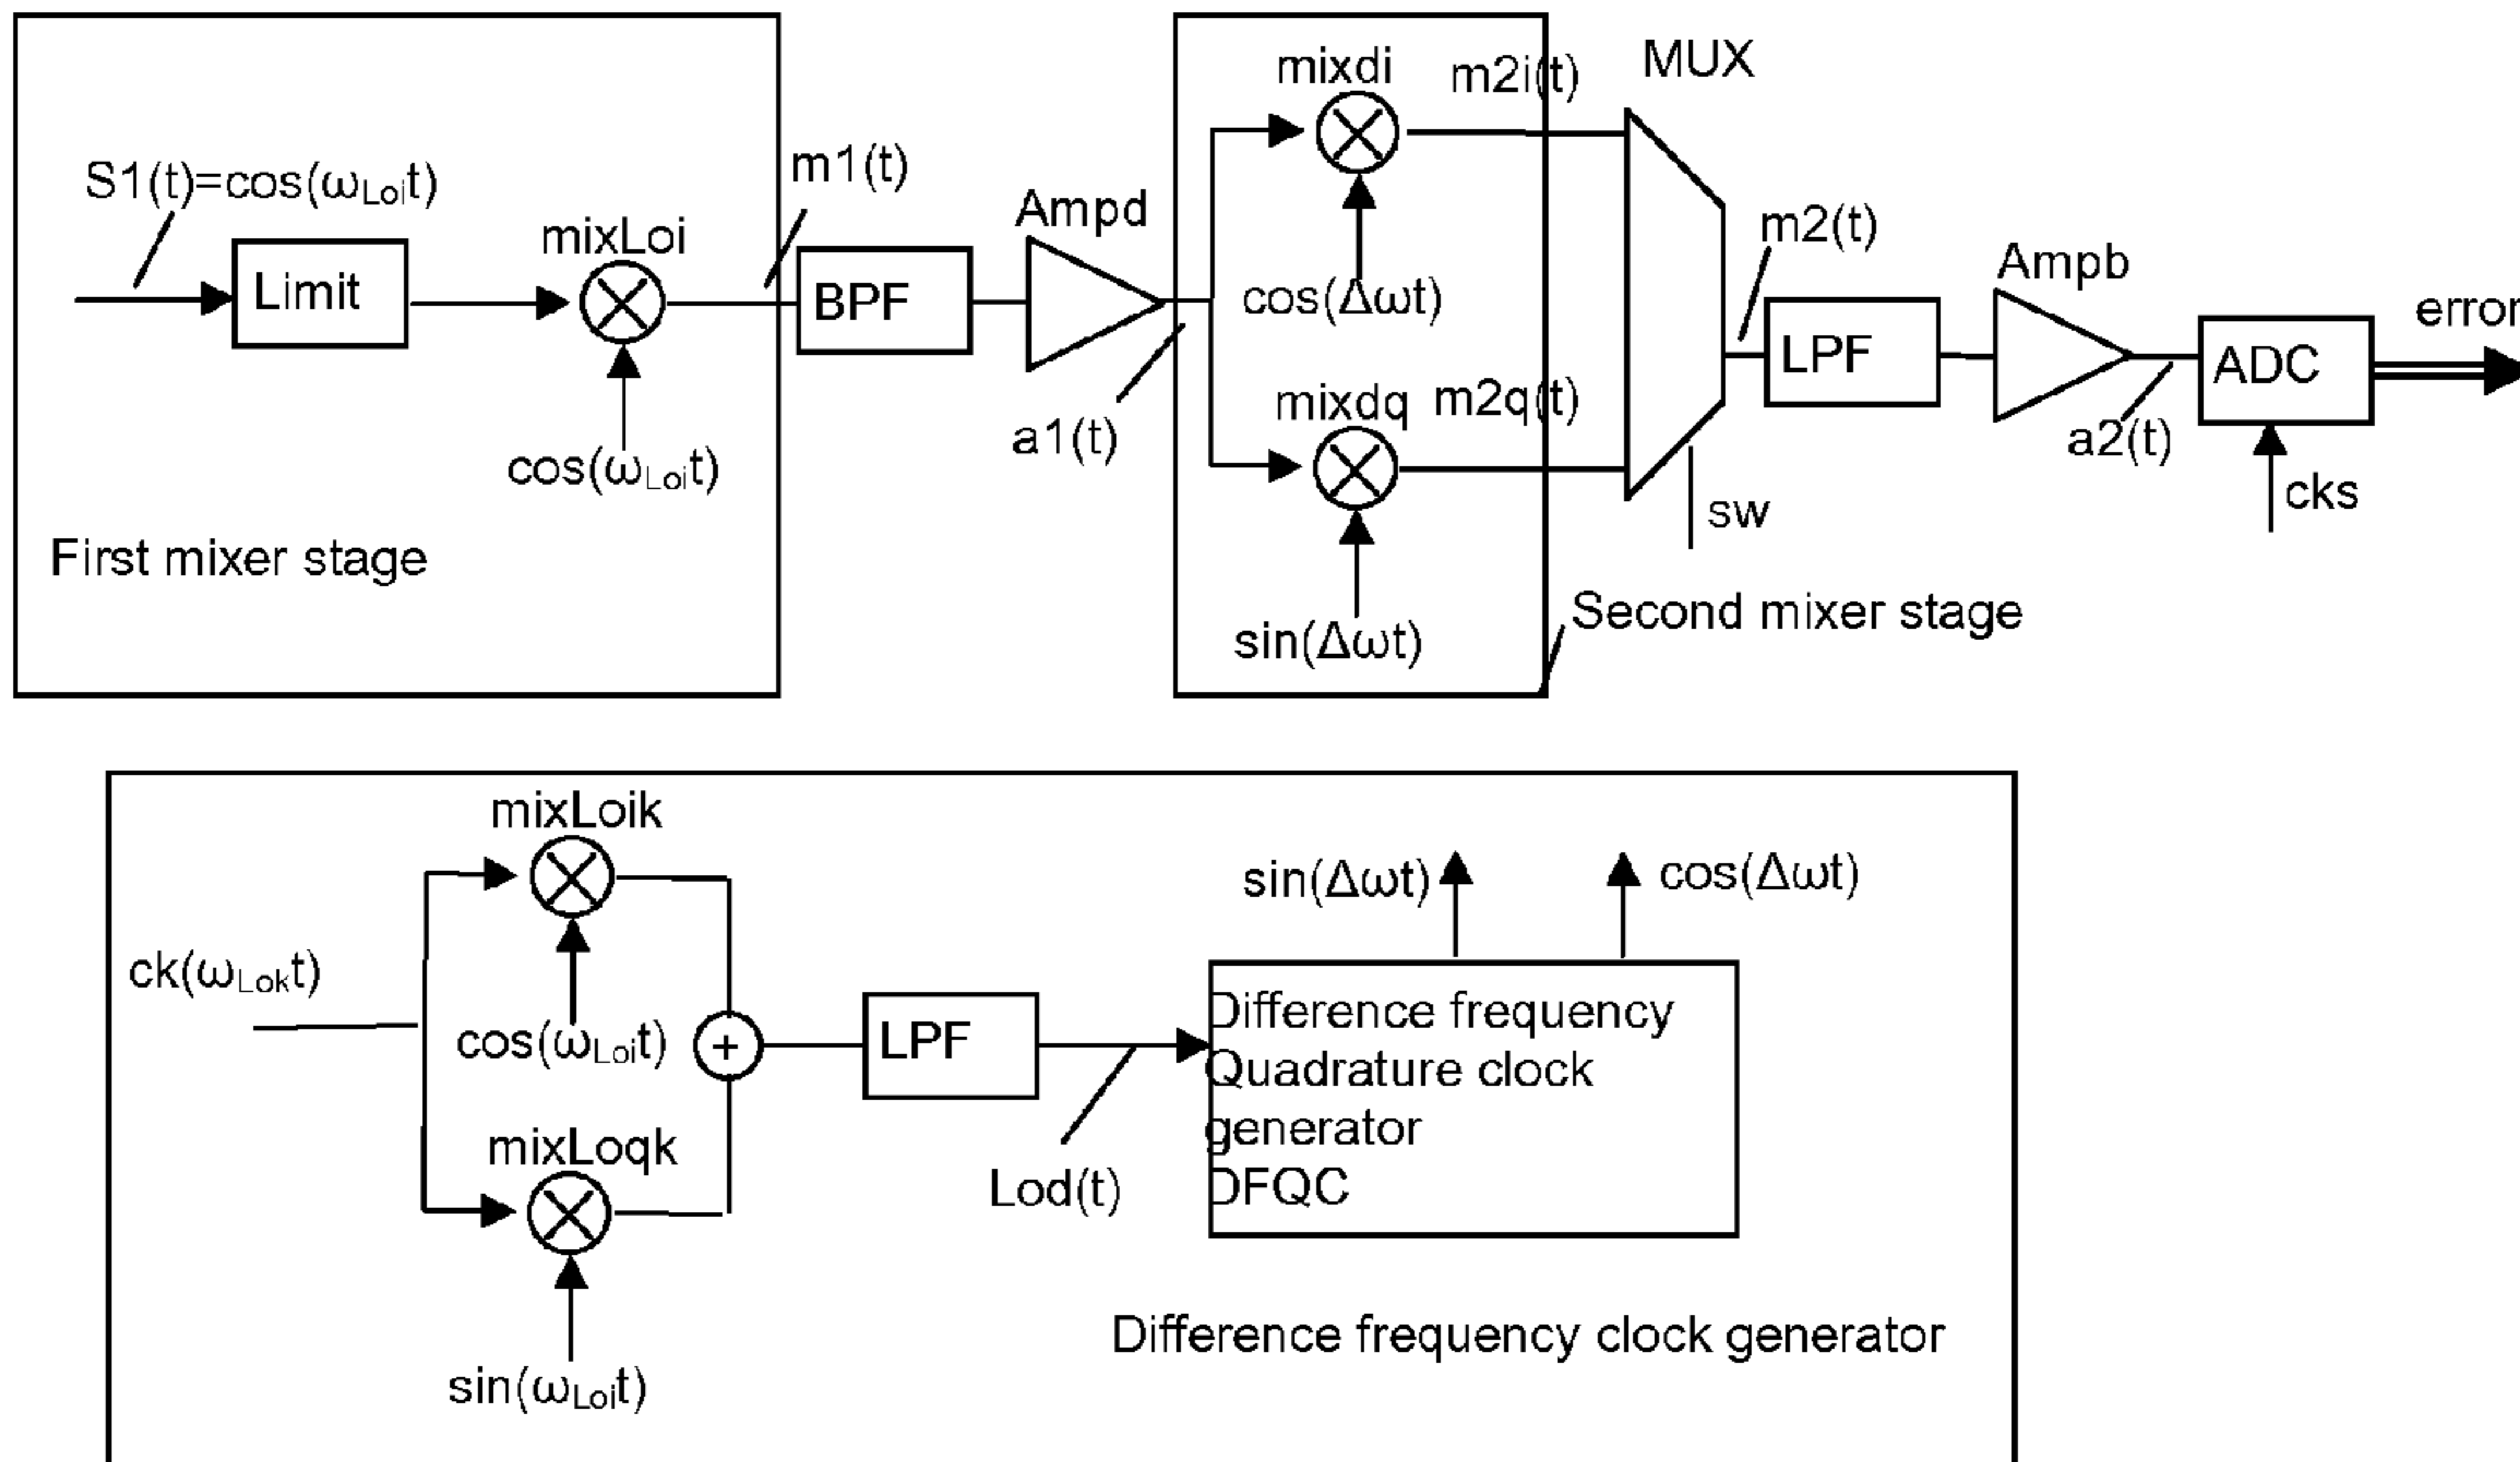 mixdi
m2i(t)
MUX
S1(t)=cos(ωLoit)
m1(t)
mixLoi
Ampd
m2(t)
Limit
BPF
cos(Δωt)
Ampb
LPF
ADC
error
mixdq
m2q(t)
a1(t)
a2(t)
cos(ωLoit)
sw
cks
First mixer stage
sin(Δωt)
Second mixer stage
mixLoik
sin(Δωt)
cos(Δωt)
ck(ωLokt)
cos(ωLoit)
+
LPF
Difference frequency
Quadrature clock
generator
DFQC
mixLoqk
Lod(t)
sin(ωLoit)
Difference frequency clock generator